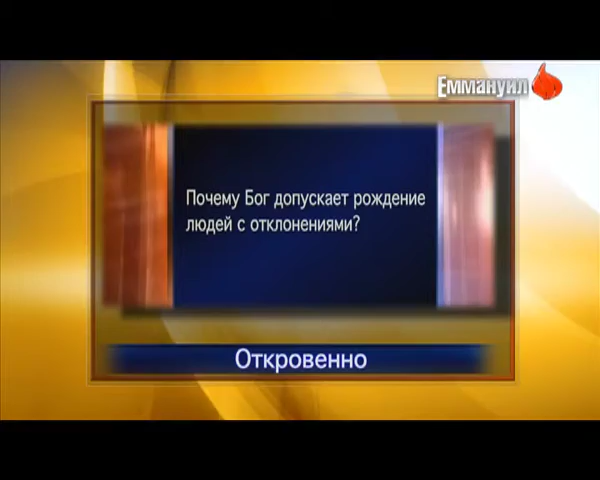 Еммануил
Почему Бог допускает рождение
людей с отклонениями?
Откровенно